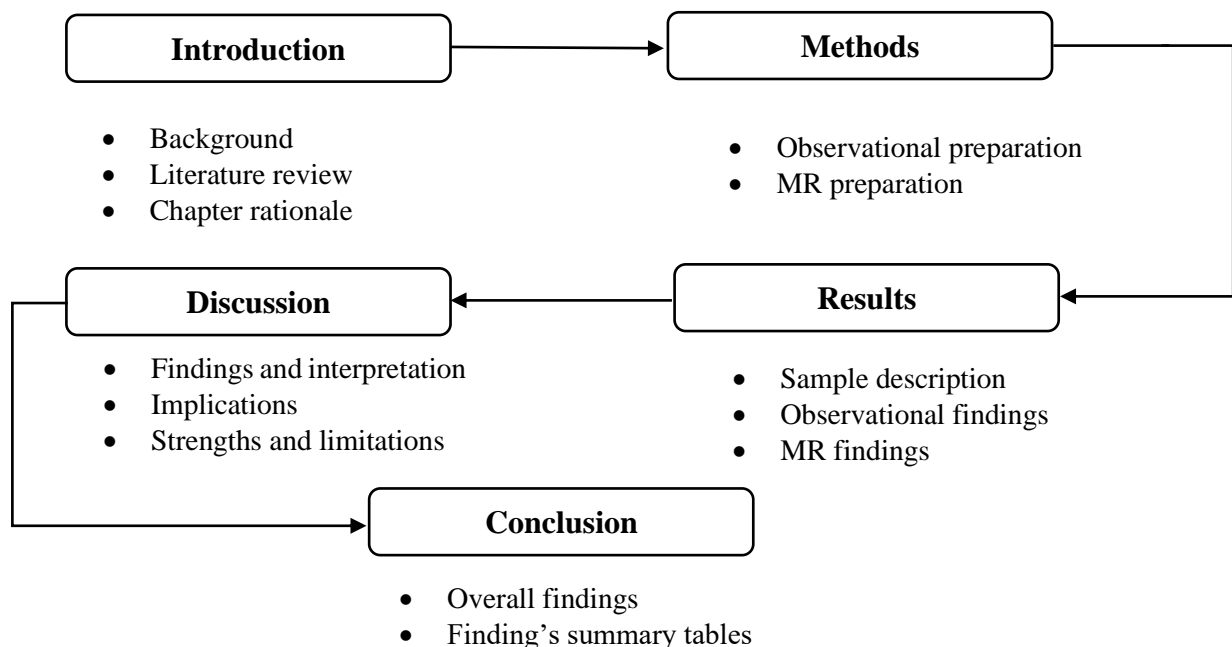 Introduction
• Background
• Literature review
• Chapter rationale
Methods
• Observational preparation
• MR preparation
Results
• Sample description
• Observational findings
• MR findings
Discussion
• Findings and interpretation
• Implications
• Strengths and limitations
Conclusion
• Overall findings
• Finding's summary tables